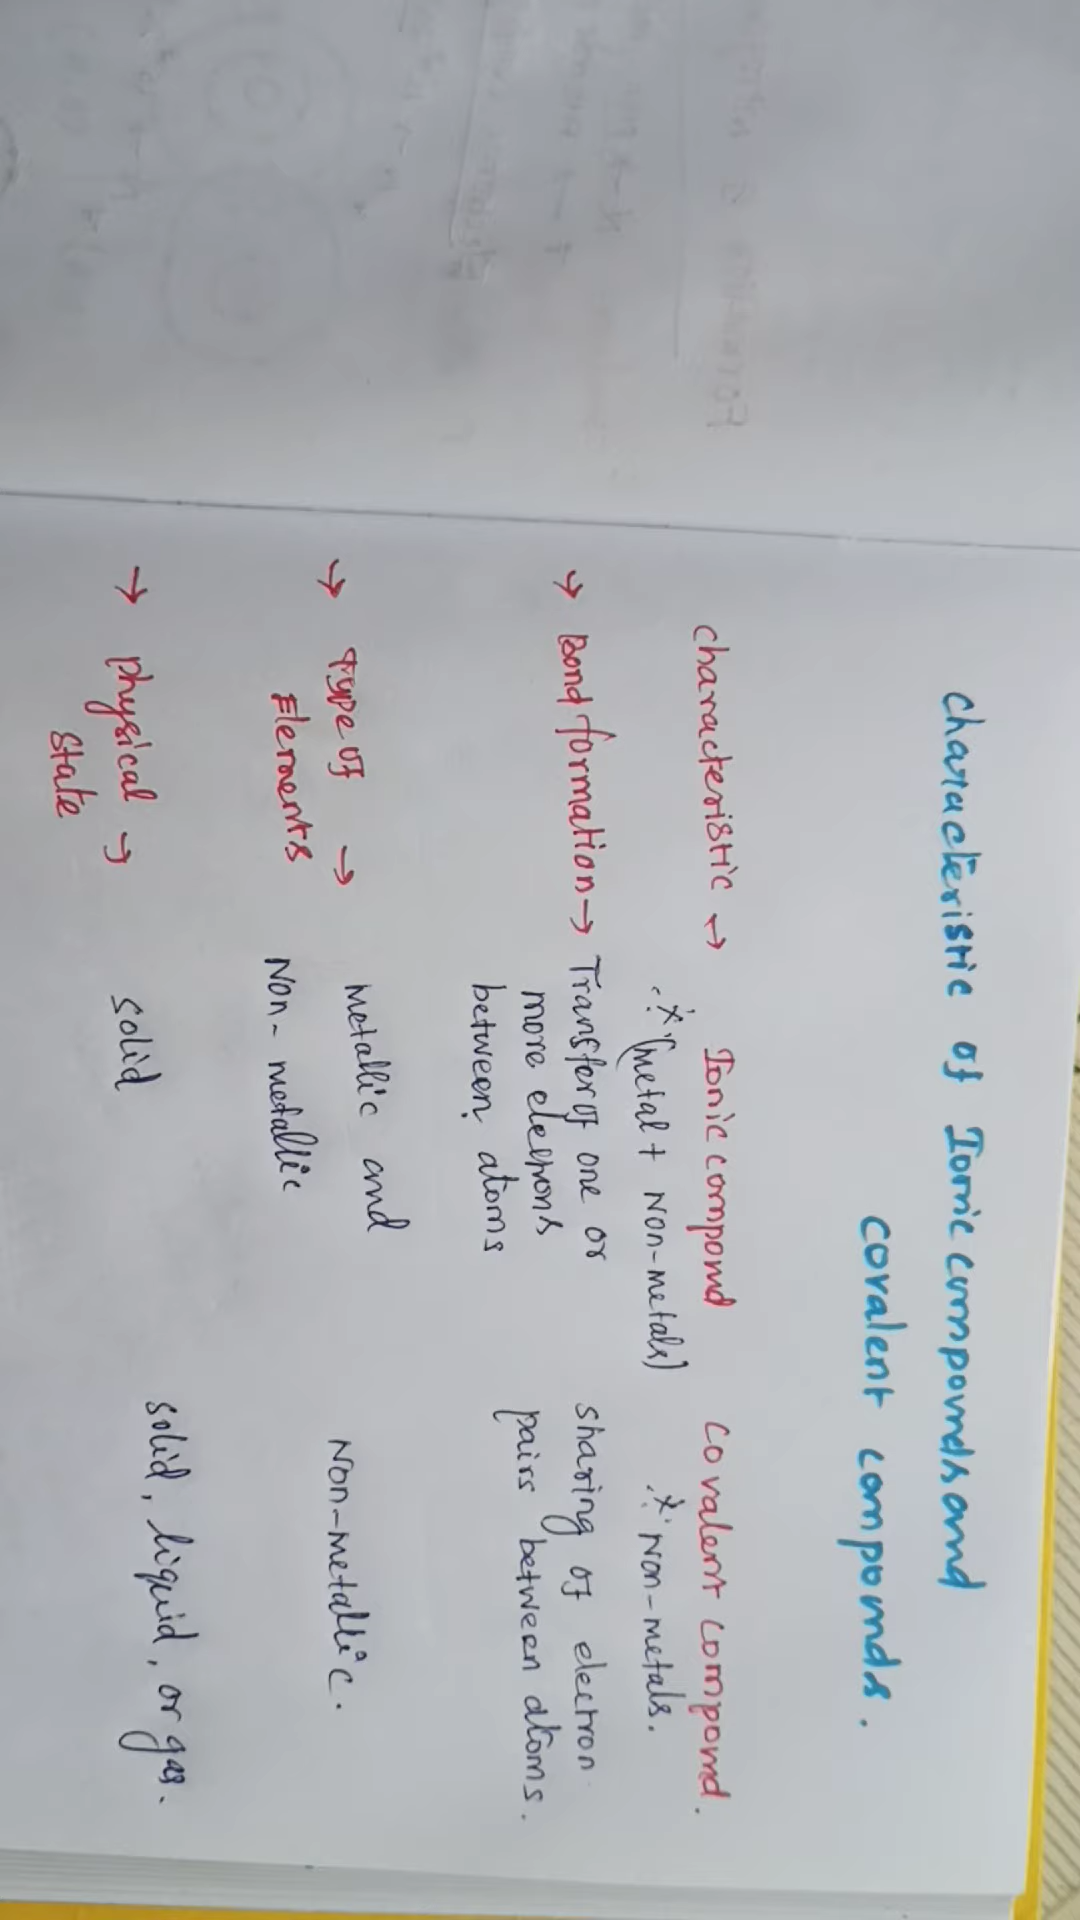 characteristic of Ionic compounds and
covalent compounds.
characteristic → Ionic compound covalent compound.
(metal + Non-metals) Non-metals.
→ Bond formation → Transfer of one or sharing of electron
more electrons pairs between atoms.
between atoms
→ Type of → metallic and Non-metallic.
Elements Non-metallic
→ physical → solid solid, liquid, or gas.
state